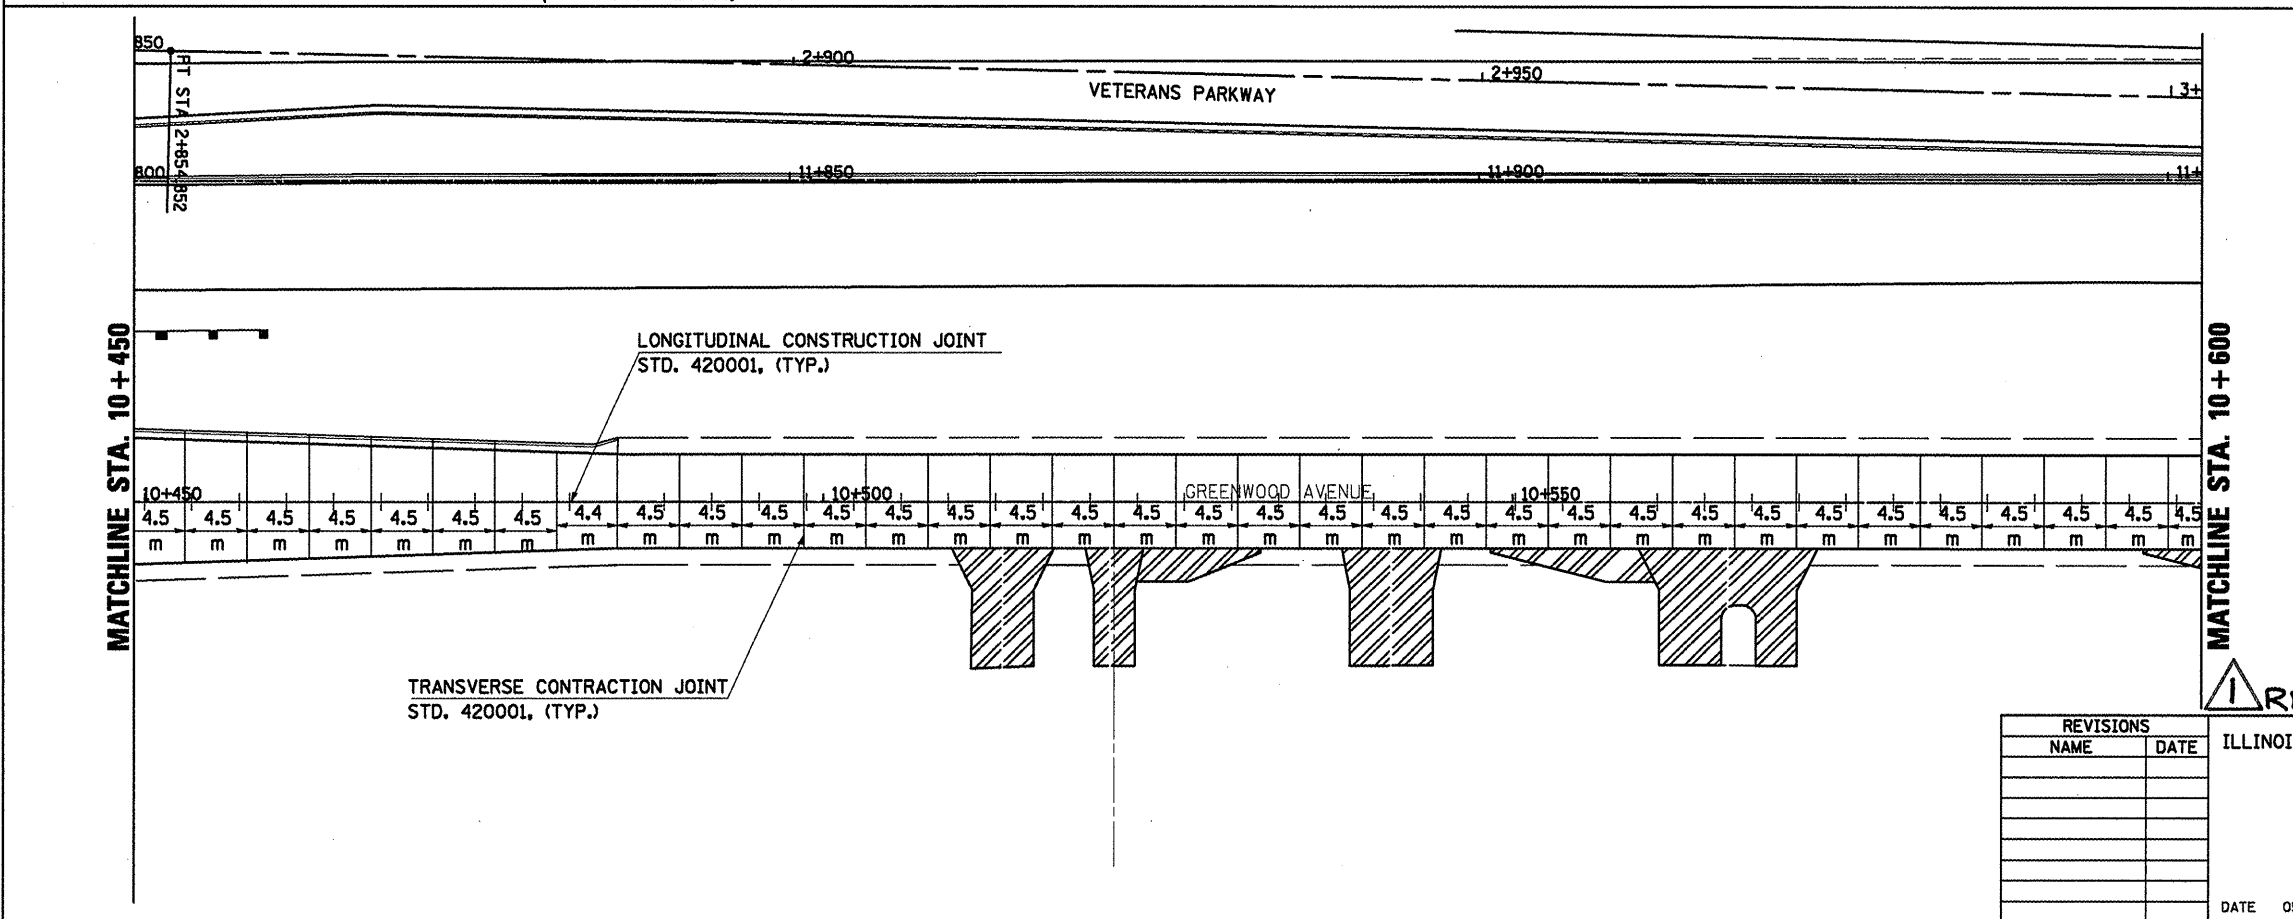 850
2+900
2+950
3+
VETERANS PARKWAY
PT STA 2+854.852
800
11+850
11+900
11+
MATCHLINE STA. 10+450
LONGITUDINAL CONSTRUCTION JOINT
STD. 420001, (TYP.)
MATCHLINE STA. 10+600
10+450
10+500
GREENWOOD AVENUE
10+550
4.5 4.5 4.5 4.5 4.5 4.5 4.5 4.4 4.5 4.5 4.5 4.5 4.5 4.5 4.5 4.5 4.5 4.5 4.5 4.5 4.5 4.5 4.5 4.5 4.5 4.5 4.5 4.5 4.5 4.5 4.5 4.5 4.5 4.5
m m m m m m m m m m m m m m m m m m m m m m m m m m m m m m m m m m
TRANSVERSE CONTRACTION JOINT
STD. 420001, (TYP.)
1
REVISIONS
NAME DATE
ILLINOI
DATE